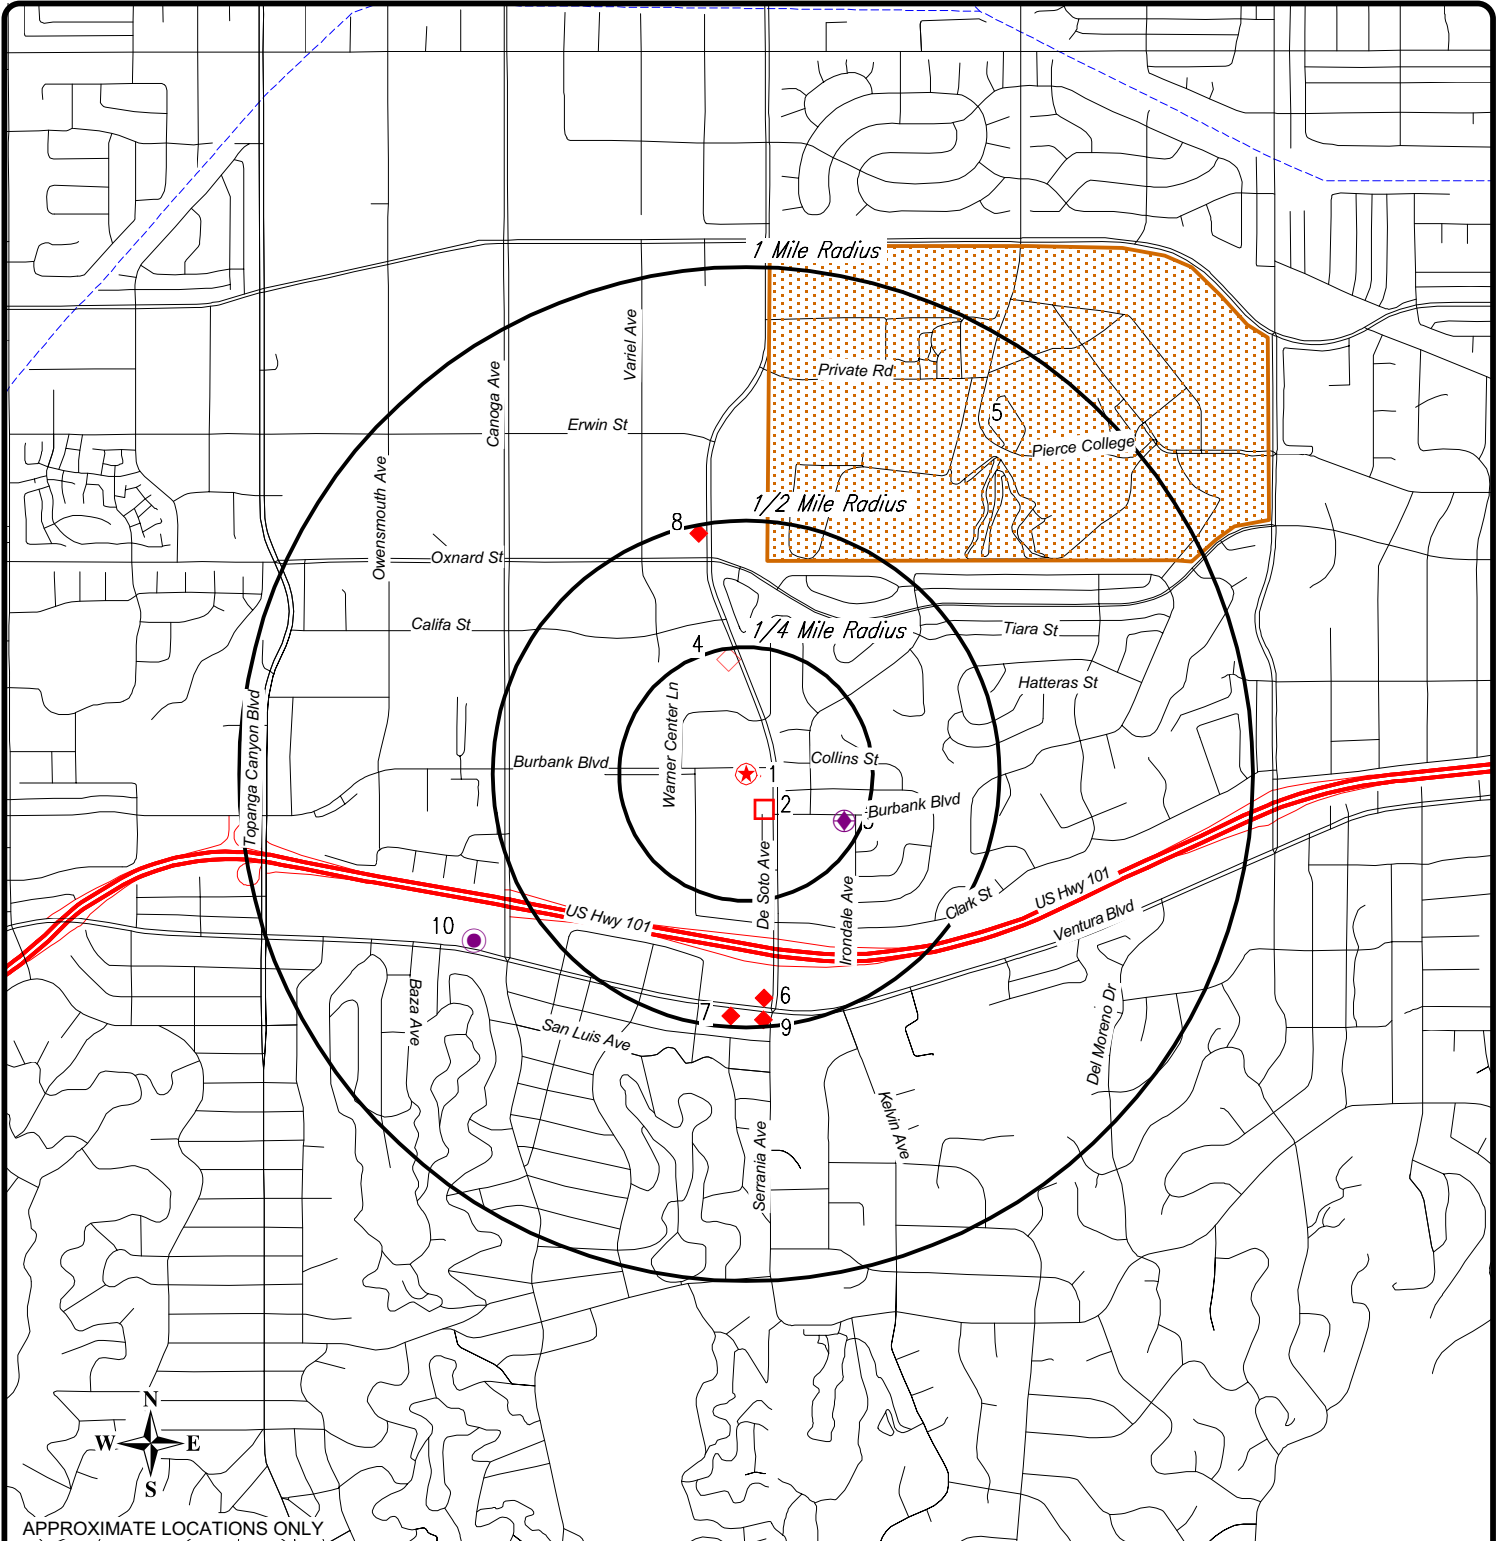 1 Mile Radius
Variel Ave
Private Rd
Canoga Ave
5
Erwin St
Pierce College
Owensmouth Ave
1/2 Mile Radius
8
Oxnard St
Califa St
1/4 Mile Radius
Tiara St
4
Hatteras St
Warner Center Ln
Topanga Canyon Blvd
Burbank Blvd
Collins St
1
2
Burbank Blvd
De Soto Ave
Irondale Ave
Clark St
US Hwy 101
US Hwy 101
Ventura Blvd
10
6
7
9
Baza Ave
San Luis Ave
Del Moreno Dr
Kelvin Ave
Serrania Ave
N
W E
S
APPROXIMATE LOCATIONS ONLY